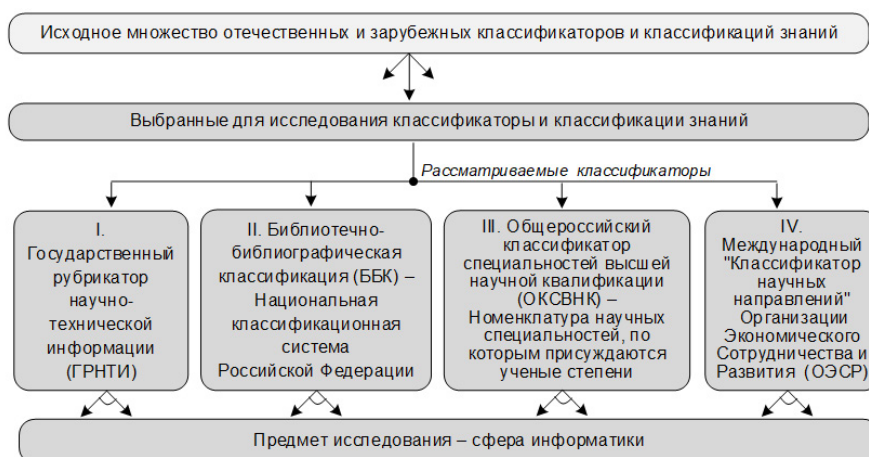 Исходное множество отечественных и зарубежных классификаторов и классификаций знаний
Выбранные для исследования классификаторы и классификации знаний
Рассматриваемые классификаторы
I.
Государственный
рубрикатор
научно-
технической
информации
(ГРНТИ)
II. Библиотечно-
библиографическая
классификация (ББК) –
Национальная
классификационная
система
Российской Федерации
III. Общероссийский
классификатор
специальностей высшей
научной квалификации
(ОКСВНК) –
Номенклатура научных
специальностей, по
которым присуждаются
ученые степени
IV.
Международный
"Классификатор
научных
направлений"
Организации
Экономического
Сотрудничества и
Развития (ОЭСР)
Предмет исследования – сфера информатики